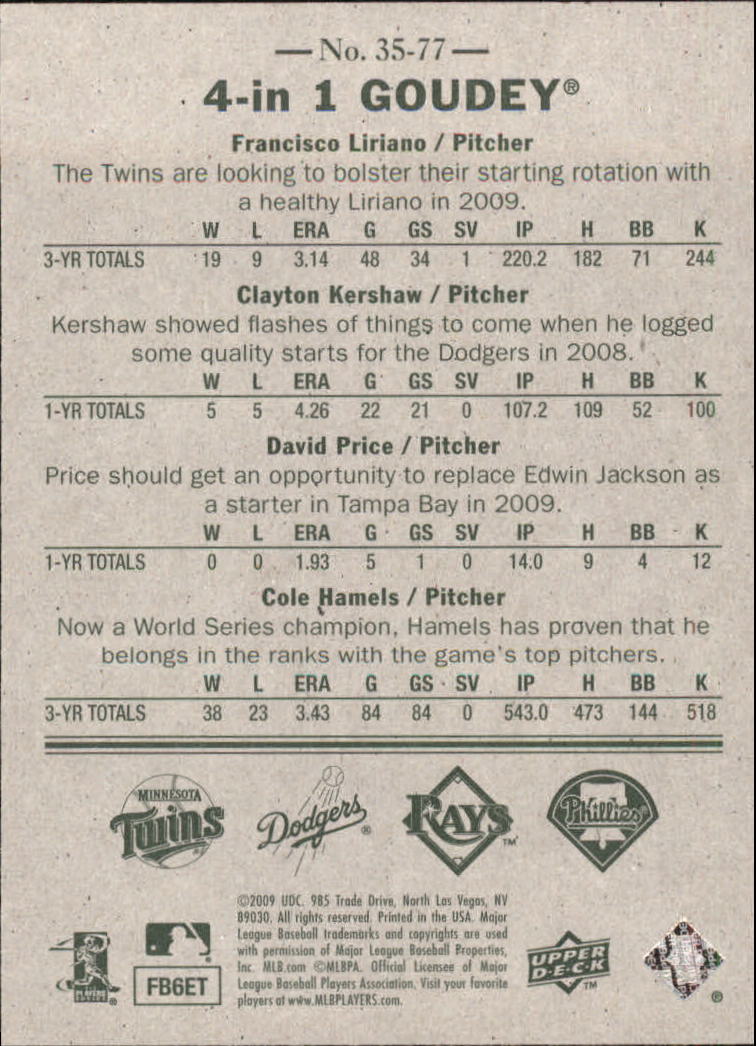 — No. 35-77 —
4-in 1 GOUDEY®
Francisco Liriano / Pitcher
The Twins are looking to bolster their starting rotation with
a healthy Liriano in 2009.
W L ERA G GS SV IP H BB K
3-YR TOTALS 19 9 3.14 48 34 1 220.2 182 71 244
Clayton Kershaw / Pitcher
Kershaw showed flashes of things to come when he logged
some quality starts for the Dodgers in 2008.
W L ERA G GS SV IP H BB K
1-YR TOTALS 5 5 4.26 22 21 0 107.2 109 52 100
David Price / Pitcher
Price should get an opportunity to replace Edwin Jackson as
a starter in Tampa Bay in 2009.
W L ERA G GS SV IP H BB K
1-YR TOTALS 0 0 1.93 5 1 0 14.0 9 4 12
Cole Hamels / Pitcher
Now a World Series champion, Hamels has proven that he
belongs in the ranks with the game's top pitchers.
W L ERA G GS SV IP H BB K
3-YR TOTALS 38 23 3.43 84 84 0 543.0 473 144 518
MINNESOTA
Twins
Dodgers®
RAYS™
Phillies
©2009 UDC. 985 Trade Drive, North Las Vegas, NV
89030. All rights reserved. Printed in the USA. Major
League Baseball trademarks and copyrights are used
with permission of Major League Baseball Properties,
Inc. MLB.com ©MLBPA. Official Licensee of Major
League Baseball Players Association. Visit your favorite
players at www.MLBPLAYERS.com.
FB6ET
UPPER
DECK™
®